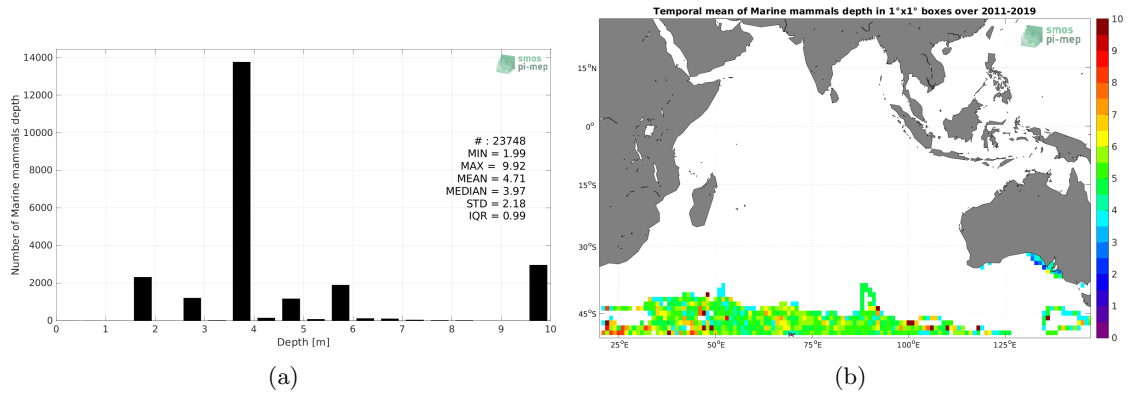 14000
12000
10000
8000
6000
4000
2000
0
Number of Marine mammals depth
smos
pi-mep
# : 23748
MIN = 1.99
MAX = 9.92
MEAN = 4.71
MEDIAN = 3.97
STD = 2.18
IQR = 0.99
0 1 2 3 4 5 6 7 8 9 10
Depth [m]
(a)
Temporal mean of Marine mammals depth in 1°x1° boxes over 2011-2019
smos
pi-mep
15°N
0°
15°S
30°S
45°S
25°E 50°E 75°E 100°E 125°E
10
9
8
7
6
5
4
3
2
1
0
(b)